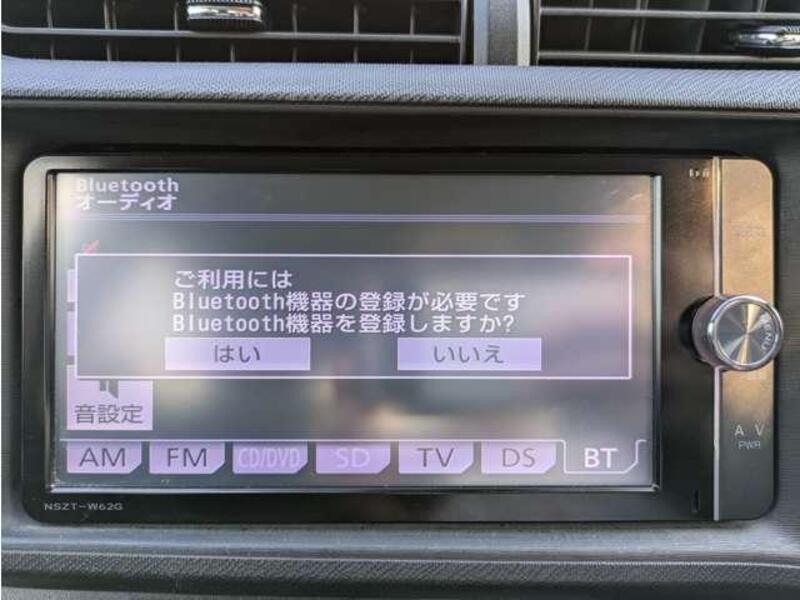 Bluetooth
オーディオ
ご利用には
Bluetooth機器の登録が必要です
Bluetooth機器を登録しますか?
はい
いいえ
音設定
AM
FM
CD/DVD
SD
TV
DS
BT
MENU
A V
PWR
NSZT-W62G